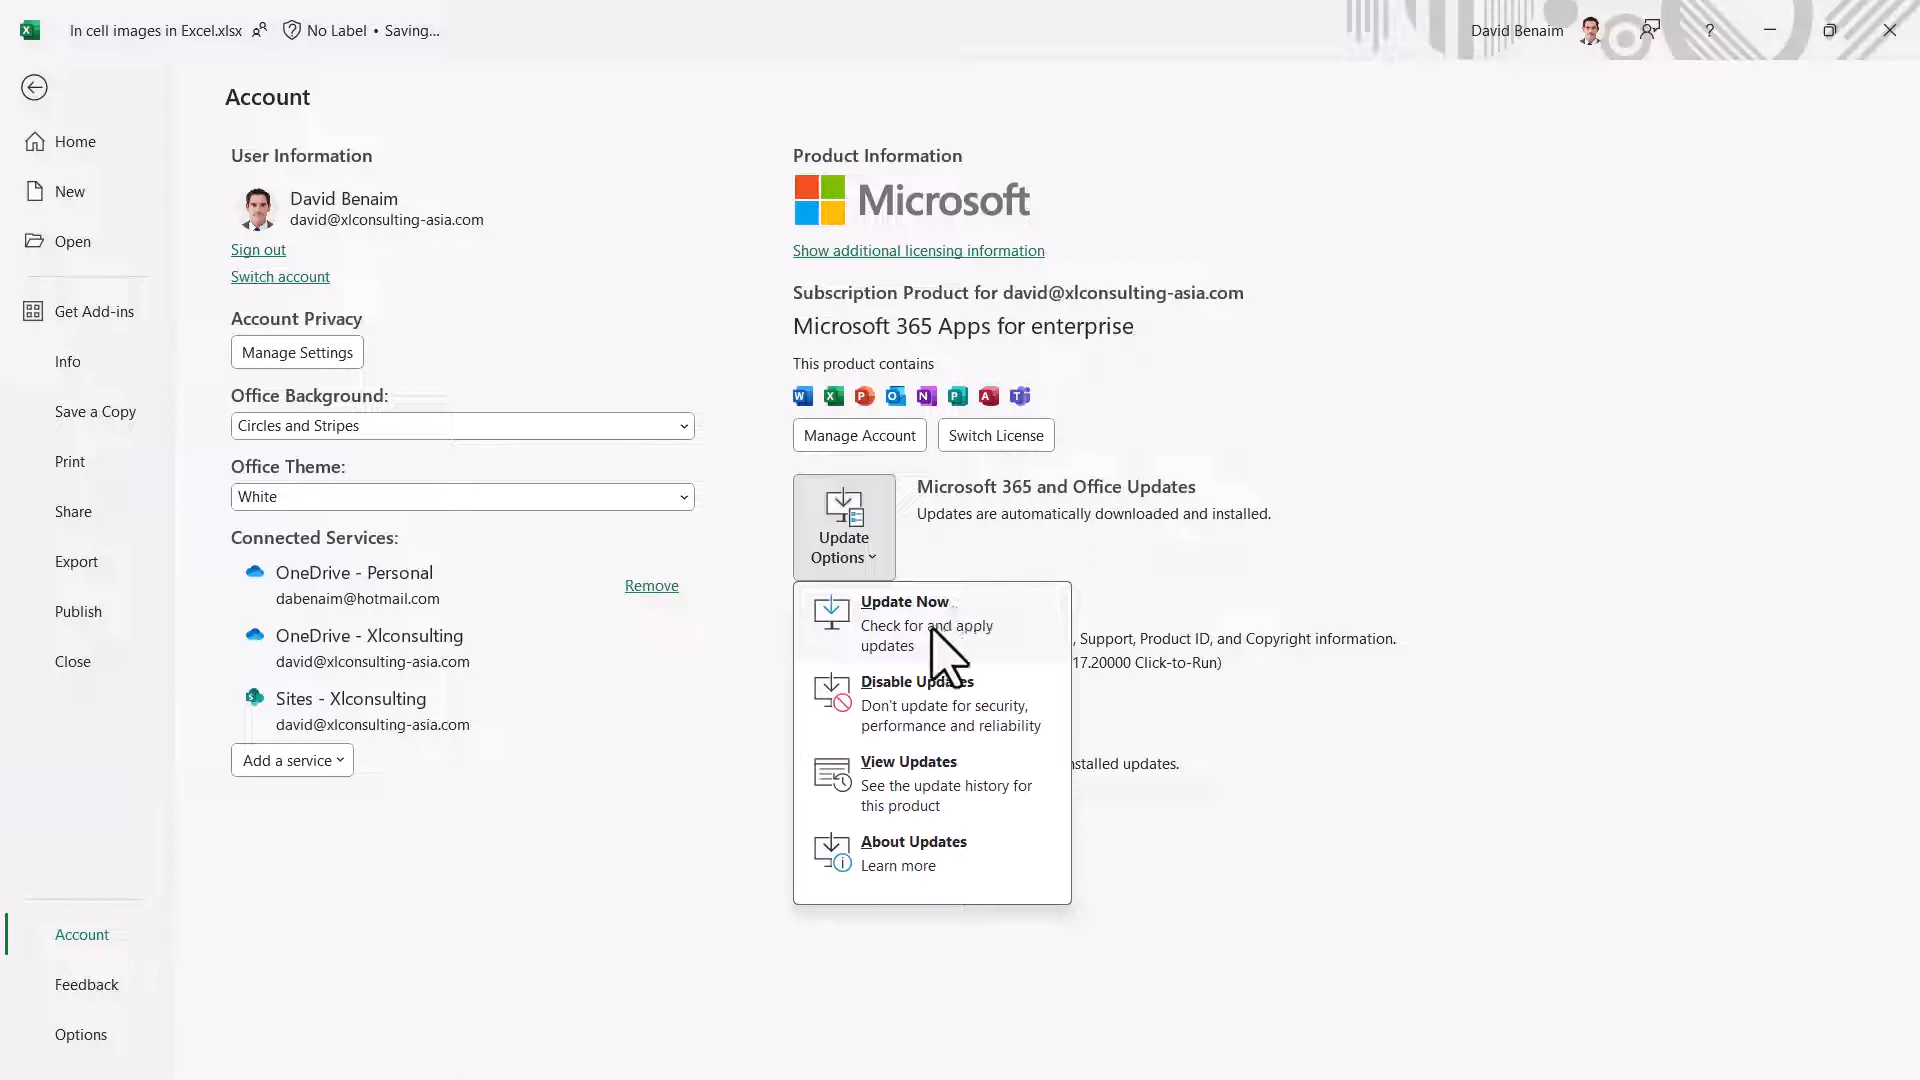 In cell images in Excel.xlsx
No Label • Saving...
David Benaim
?
Account
Home
New
Open
Get Add-ins
Info
Save a Copy
Print
Share
Export
Publish
Close
Account
Feedback
Options
User Information
David Benaim
david@xlconsulting-asia.com
Sign out
Switch account
Account Privacy
Manage Settings
Office Background:
Circles and Stripes
Office Theme:
White
Connected Services:
OneDrive - Personal
dabenaim@hotmail.com
Remove
OneDrive - Xlconsulting
david@xlconsulting-asia.com
Sites - Xlconsulting
david@xlconsulting-asia.com
Add a service
Product Information
Microsoft
Show additional licensing information
Subscription Product for david@xlconsulting-asia.com
Microsoft 365 Apps for enterprise
This product contains
Manage Account
Switch License
Update
Options
Microsoft 365 and Office Updates
Updates are automatically downloaded and installed.
Update Now
Check for and apply
updates
Disable Updates
Don't update for security,
performance and reliability
View Updates
See the update history for
this product
About Updates
Learn more
, Support, Product ID, and Copyright information.
17.20000 Click-to-Run)
nstalled updates.